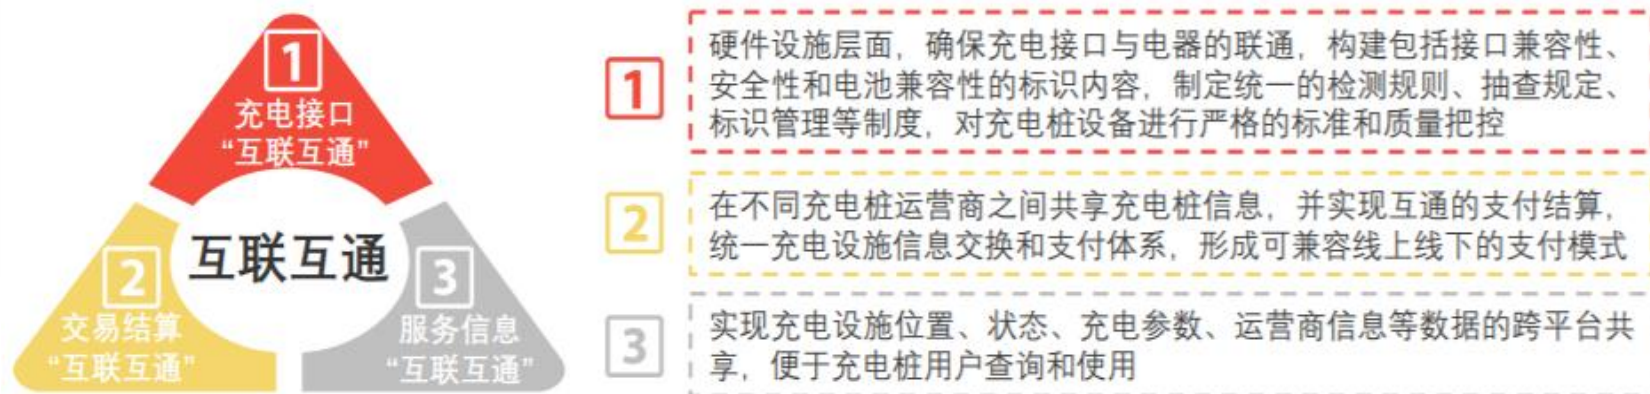 1
充电接口
“互联互通”
互联互通
2
交易结算
“互联互通”
3
服务信息
“互联互通”
1
硬件设施层面，确保充电接口与电器的联通，构建包括接口兼容性、
安全性和电池兼容性的标识内容，制定统一的检测规则、抽查规定、
标识管理等制度，对充电桩设备进行严格的标准和质量把控
2
在不同充电桩运营商之间共享充电桩信息，并实现互通的支付结算，
统一充电设施信息交换和支付体系，形成可兼容线上线下的支付模式
3
实现充电设施位置、状态、充电参数、运营商信息等数据的跨平台共
享，便于充电桩用户查询和使用